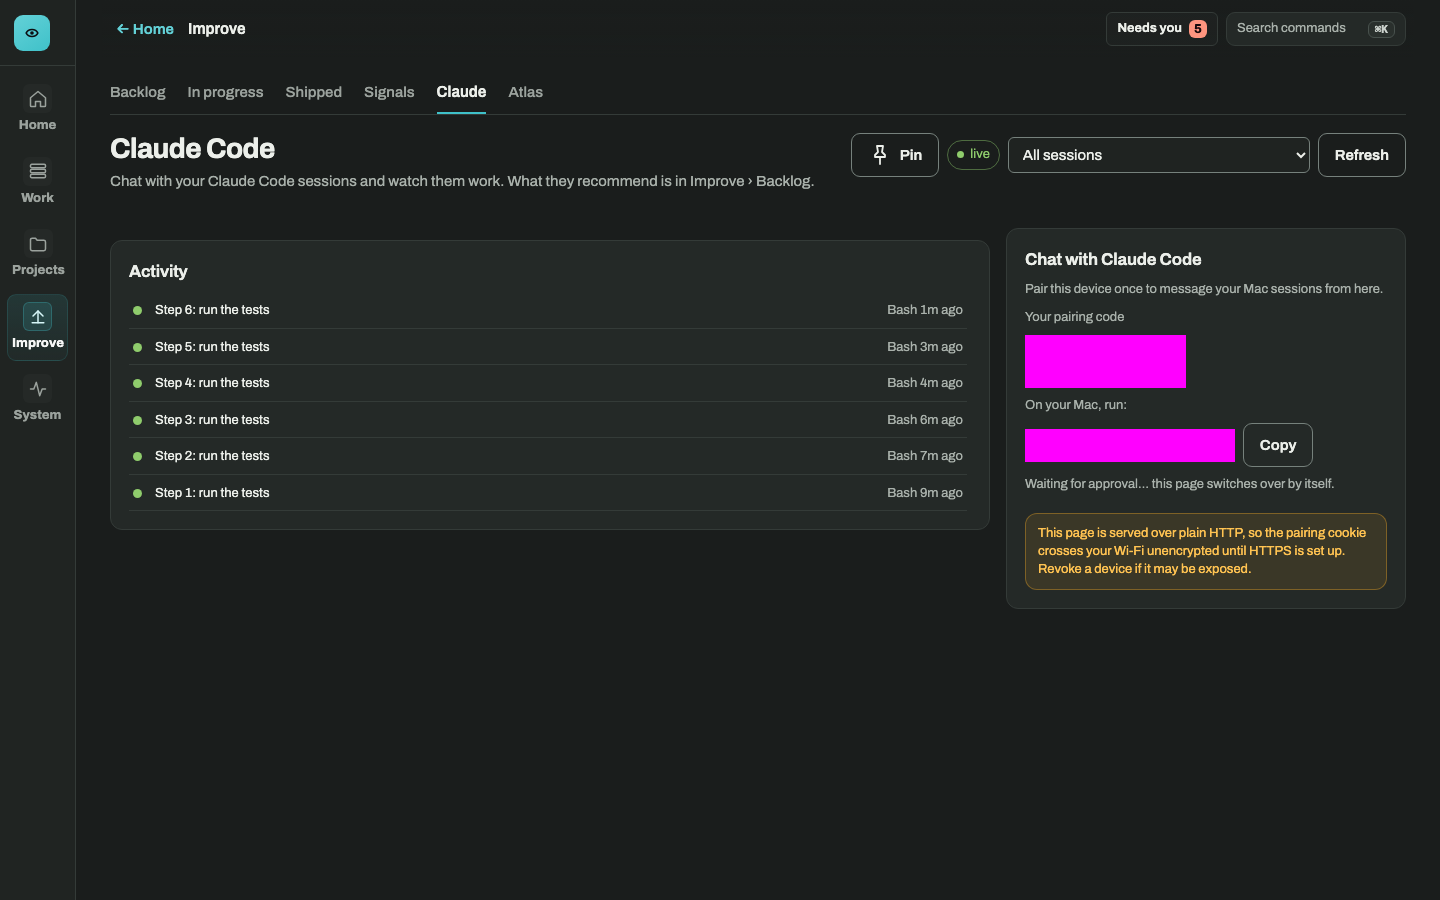 ← Home Improve
Needs you 5
Search commands ⌘K
Home
Work
Projects
Improve
System
Backlog In progress Shipped Signals Claude Atlas
Claude Code
Chat with your Claude Code sessions and watch them work. What they recommend is in Improve › Backlog.
Pin
live
All sessions
Refresh
Activity
Step 6: run the tests Bash 1m ago
Step 5: run the tests Bash 3m ago
Step 4: run the tests Bash 4m ago
Step 3: run the tests Bash 6m ago
Step 2: run the tests Bash 7m ago
Step 1: run the tests Bash 9m ago
Chat with Claude Code
Pair this device once to message your Mac sessions from here.
Your pairing code
On your Mac, run:
Copy
Waiting for approval... this page switches over by itself.
This page is served over plain HTTP, so the pairing cookie
crosses your Wi-Fi unencrypted until HTTPS is set up.
Revoke a device if it may be exposed.